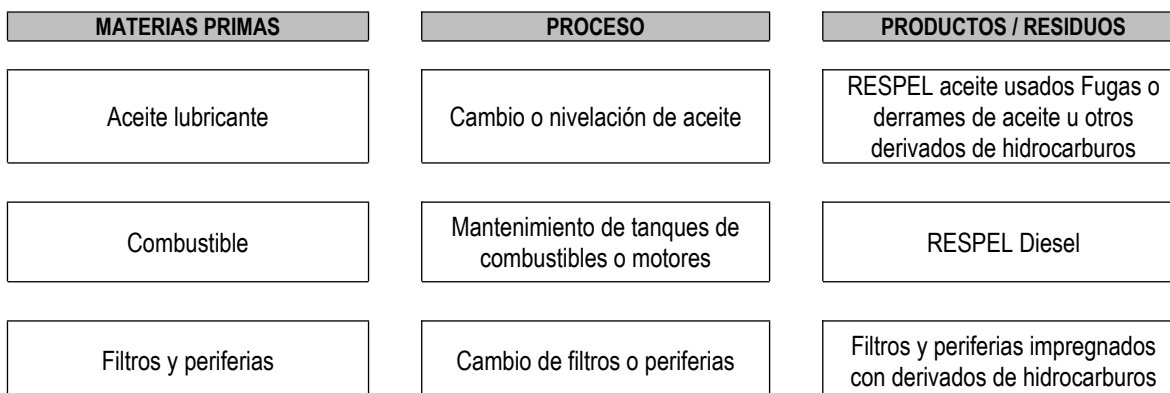 MATERIAS PRIMAS
PROCESO
PRODUCTOS / RESIDUOS
Aceite lubricante
Cambio o nivelación de aceite
RESPEL aceite usados Fugas o
derrames de aceite u otros
derivados de hidrocarburos
Combustible
Mantenimiento de tanques de
combustibles o motores
RESPEL Diesel
Filtros y periferias
Cambio de filtros o periferias
Filtros y periferias impregnados
con derivados de hidrocarburos